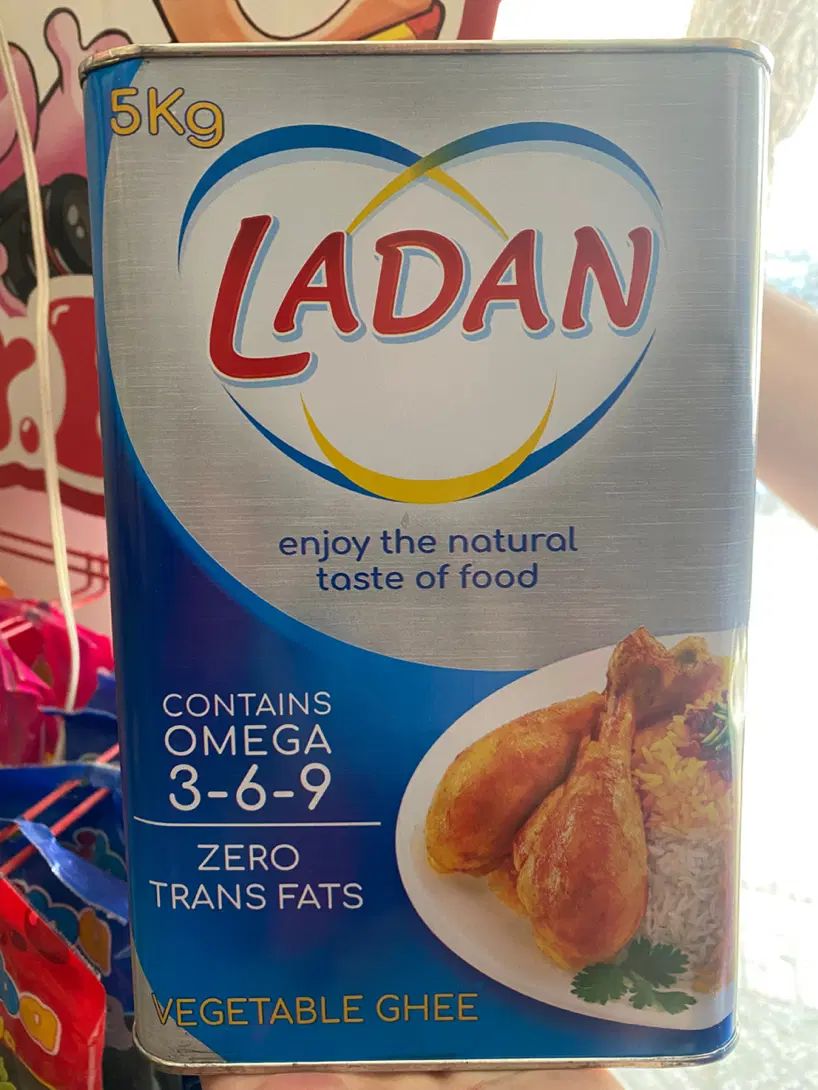 5Kg
LADAN
enjoy the natural
taste of food
CONTAINS
OMEGA
3-6-9
ZERO
TRANS FATS
VEGETABLE GHEE